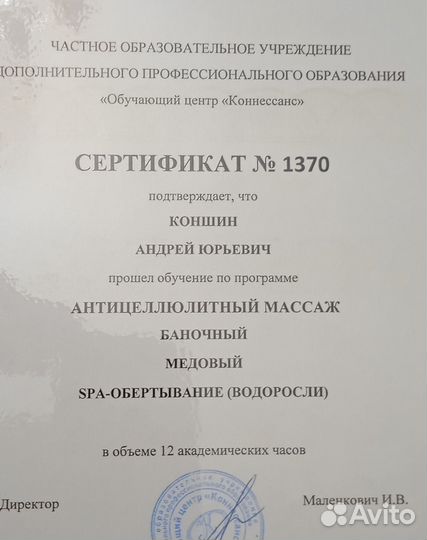 ЧАСТНОЕ ОБРАЗОВАТЕЛЬНОЕ УЧРЕЖДЕНИЕ
ДОПОЛНИТЕЛЬНОГО ПРОФЕССИОНАЛЬНОГО ОБРАЗОВАНИЯ
«Обучающий центр «Коннессанс»
СЕРТИФИКАТ № 1370
подтверждает, что
КОНШИН
АНДРЕЙ ЮРЬЕВИЧ
прошел обучение по программе
АНТИЦЕЛЛЮЛИТНЫЙ МАССАЖ
БАНОЧНЫЙ
МЕДОВЫЙ
SPA-ОБЕРТЫВАНИЕ (ВОДОРОСЛИ)
в объеме 12 академических часов
Директор
Маленкович И.В.
Avito